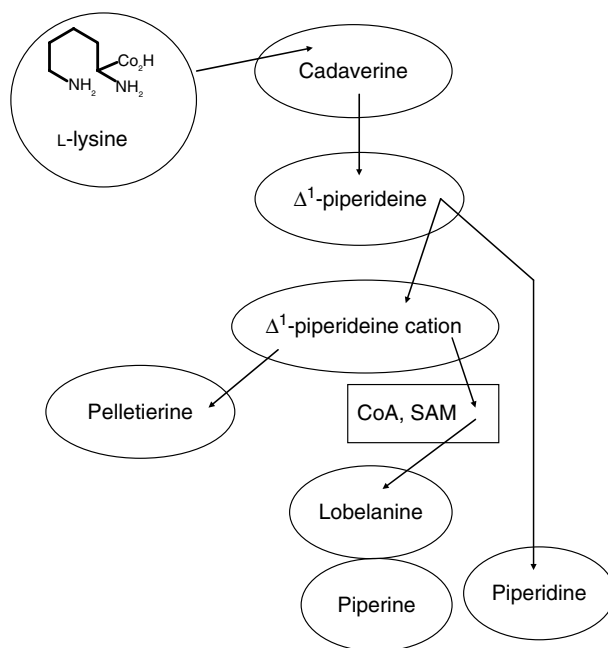 Co₂H
NH₂ NH₂
L-lysine
Cadaverine
Δ¹-piperideine
Δ¹-piperideine cation
Pelletierine
CoA, SAM
Lobelanine
Piperine
Piperidine